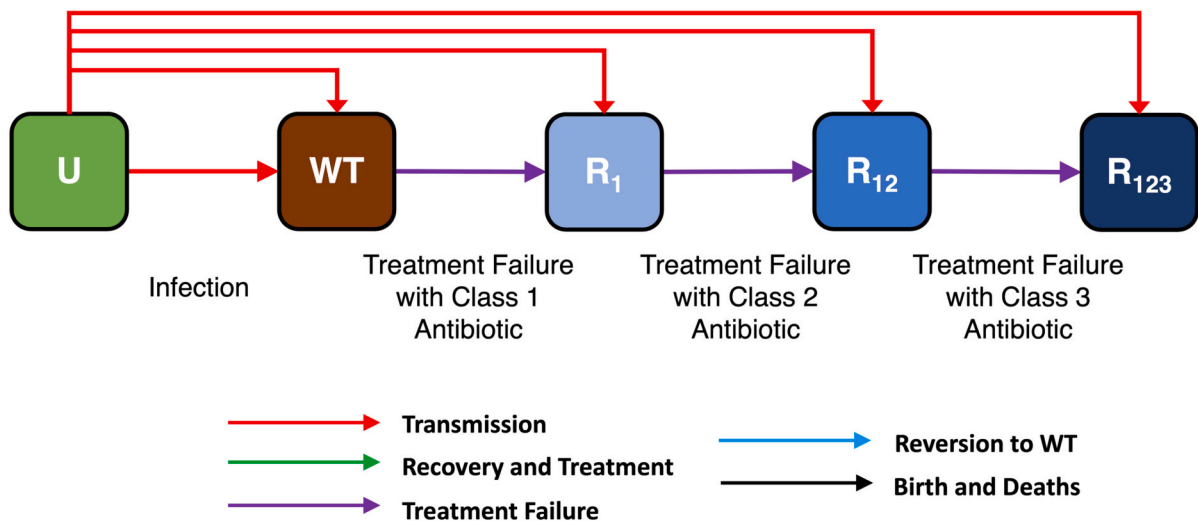 U
WT
R₁
R₁₂
R₁₂₃
Infection
Treatment Failure
with Class 1
Antibiotic
Treatment Failure
with Class 2
Antibiotic
Treatment Failure
with Class 3
Antibiotic
Transmission
Recovery and Treatment
Treatment Failure
Reversion to WT
Birth and Deaths